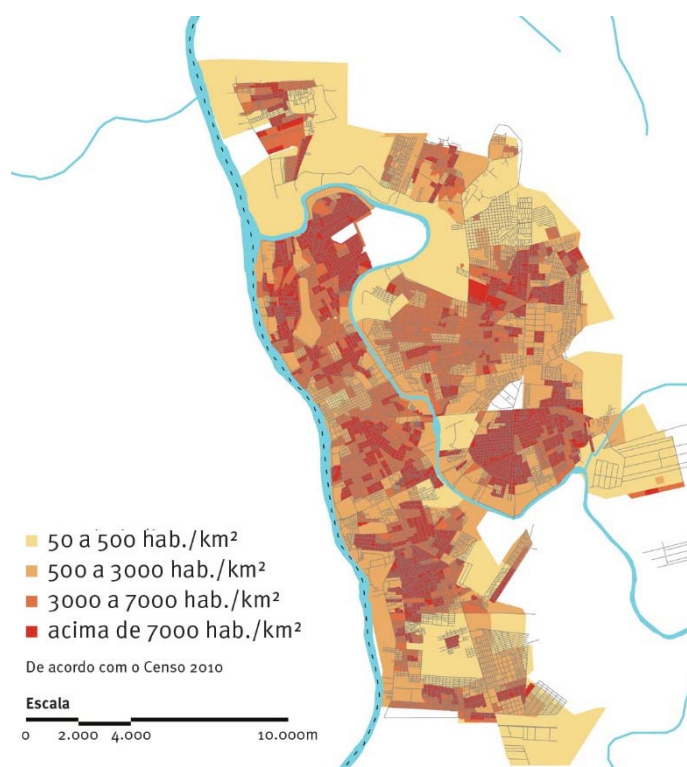 50 a 500 hab./km²
500 a 3000 hab./km²
3000 a 7000 hab./km²
acima de 7000 hab./km²
De acordo com o Censo 2010
Escala
0 2.000 4.000 10.000m